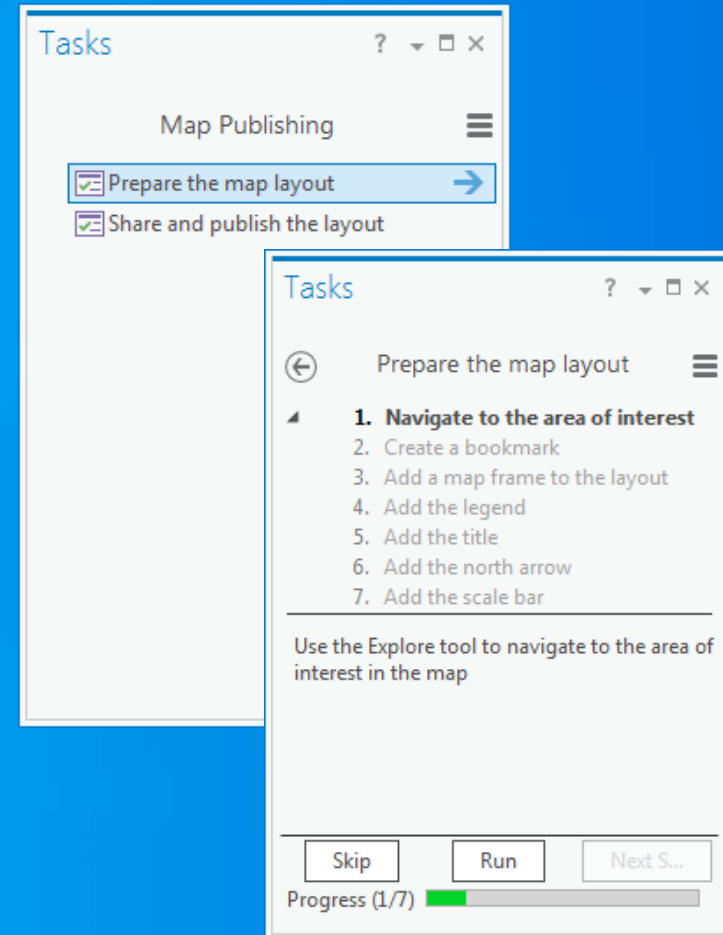 Tasks
?
Map Publishing
Prepare the map layout
Share and publish the layout
Tasks
?
Prepare the map layout
1. Navigate to the area of interest
2. Create a bookmark
3. Add a map frame to the layout
4. Add the legend
5. Add the title
6. Add the north arrow
7. Add the scale bar
Use the Explore tool to navigate to the area of
interest in the map
Skip Run Next S...
Progress (1/7)